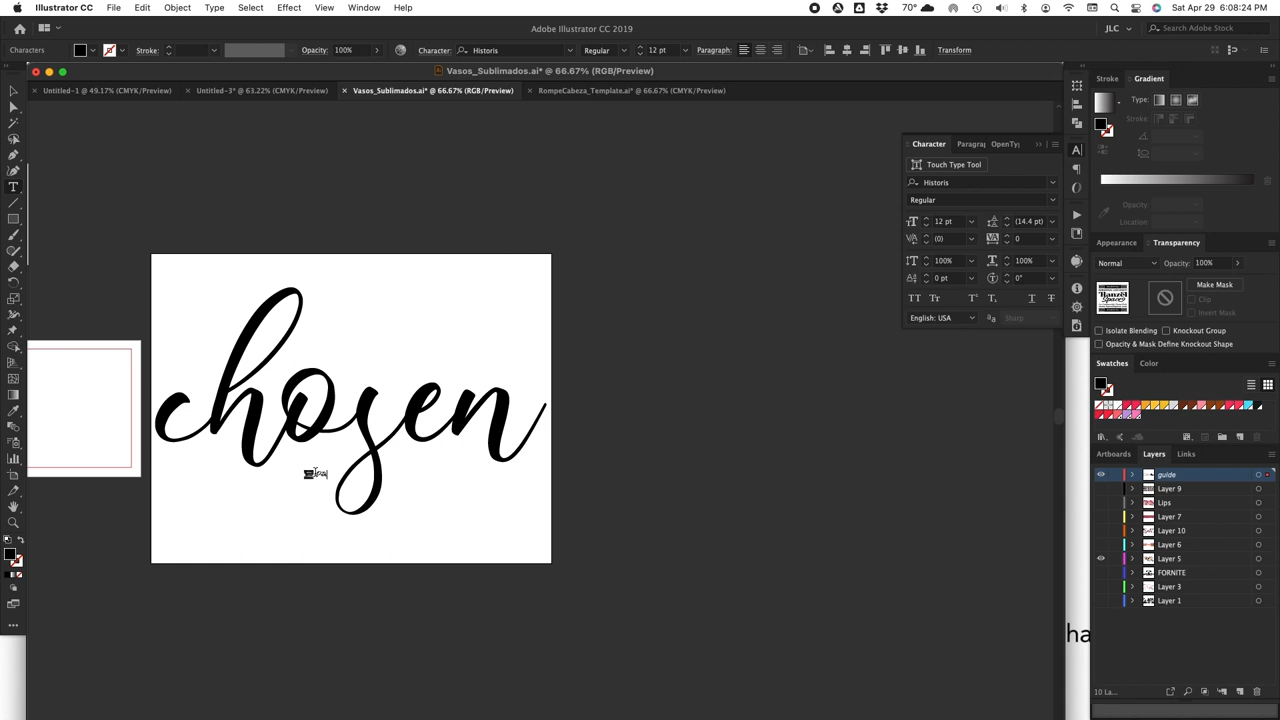 Illustrator CC File Edit Object Type Select Effect View Window Help 70° Sat Apr 29 6:08:24 PM
Adobe Illustrator CC 2019 JLC Search Adobe Stock
Characters Stroke: Opacity: 100% Character: Historis Regular 12 pt Paragraph: Transform
Vasos_Sublimados.ai* @ 66.67% (RGB/Preview)
Untitled-1 @ 49.17% (CMYK/Preview) Untitled-3* @ 63.22% (CMYK/Preview) Vasos_Sublimados.ai* @ 66.67% (RGB/Preview) RompeCabeza_Template.ai* @ 66.67% (CMYK/Preview)
Stroke Gradient
Type:
Stroke:
Opacity:
Location:
Character Paragra OpenTy
Touch Type Tool
Historis
Regular
12 pt (14.4 pt)
(0) 0
100% 100%
0 pt 0°
English: USA Sharp
chosen
Appearance Transparency
Normal Opacity: 100%
Make Mask
Clip
Invert Mask
Isolate Blending Knockout Group
Opacity & Mask Define Knockout Shape
Swatches Color
Artboards Layers Links
guide
Layer 9
Lips
Layer 7
Layer 10
Layer 6
Layer 5
FORNITE
Layer 3
Layer 1
ha
10 La...